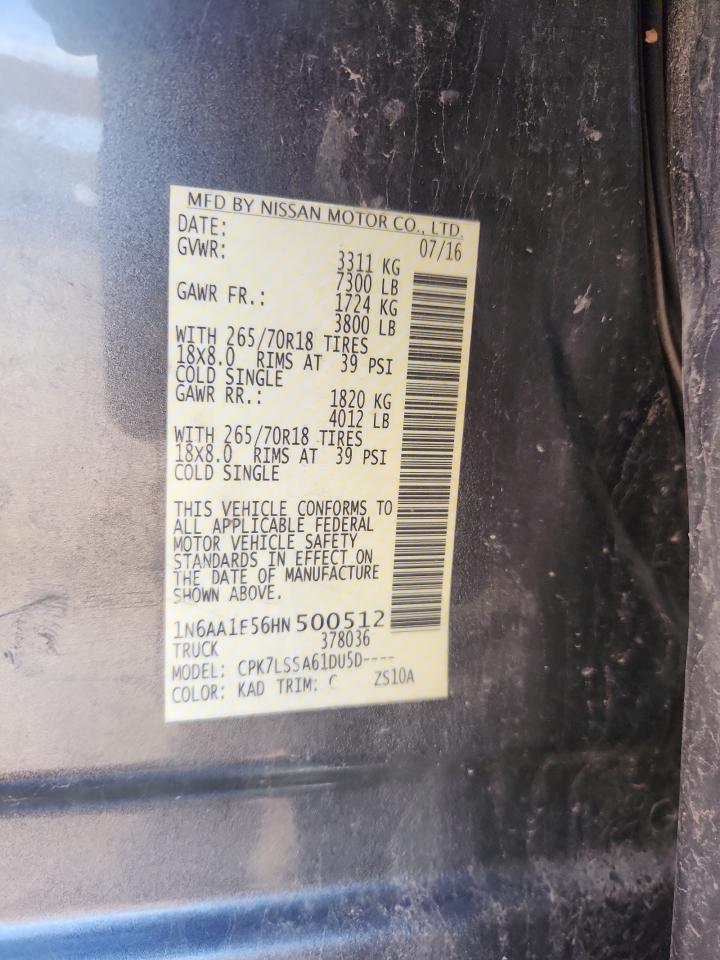 MFD BY NISSAN MOTOR CO., LTD.
DATE: 07/16
GVWR: 3311 KG
7300 LB
GAWR FR.: 1724 KG
3800 LB
WITH 265/70R18 TIRES
18X8.0 RIMS AT 39 PSI
COLD SINGLE
GAWR RR.: 1820 KG
4012 LB
WITH 265/70R18 TIRES
18X8.0 RIMS AT 39 PSI
COLD SINGLE
THIS VEHICLE CONFORMS TO
ALL APPLICABLE FEDERAL
MOTOR VEHICLE SAFETY
STANDARDS IN EFFECT ON
THE DATE OF MANUFACTURE
SHOWN ABOVE.
1N6AA1E56HN500512
TRUCK 378036
MODEL: CPK7LSSA61DU5D----
COLOR: KAD TRIM: C ZS10A